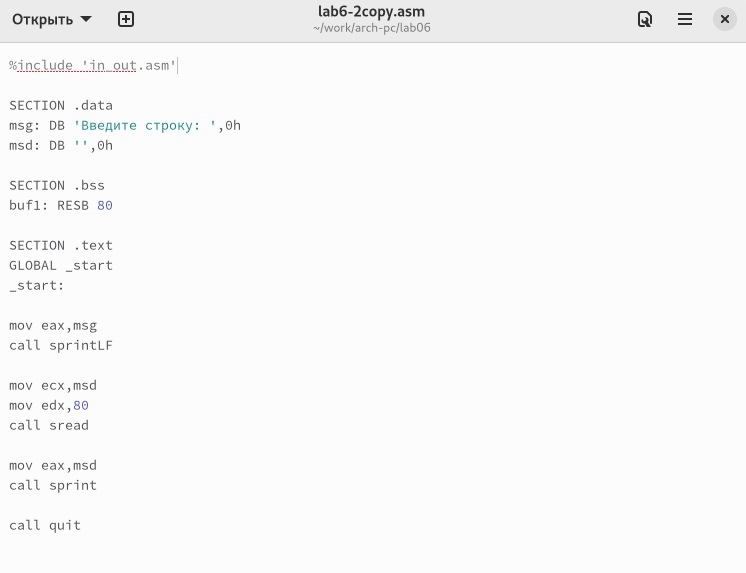 Открыть
lab6-2copy.asm
~/work/arch-pc/lab06
%include 'in_out.asm'
SECTION .data
msg: DB 'Введите строку: ',0h
msd: DB '',0h
SECTION .bss
buf1: RESB 80
SECTION .text
GLOBAL _start
_start:
mov eax,msg
call sprintLF
mov ecx,msd
mov edx,80
call sread
mov eax,msd
call sprint
call quit